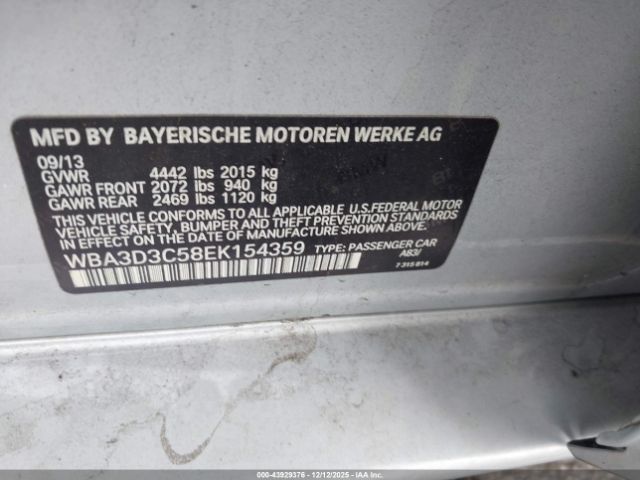 MFD BY BAYERISCHE MOTOREN WERKE AG
09/13
GVWR 4442 lbs 2015 kg
GAWR FRONT 2072 lbs 940 kg
GAWR REAR 2469 lbs 1120 kg
THIS VEHICLE CONFORMS TO ALL APPLICABLE U.S.FEDERAL MOTOR
VEHICLE SAFETY, BUMPER AND THEFT PREVENTION STANDARDS
IN EFFECT ON THE DATE OF MANUFACTURE SHOWN ABOVE.
WBA3D3C58EK154359 TYPE: PASSENGER CAR
A83/
7 315 814
000-43929376 - 12/12/2025 - IAAI.COM